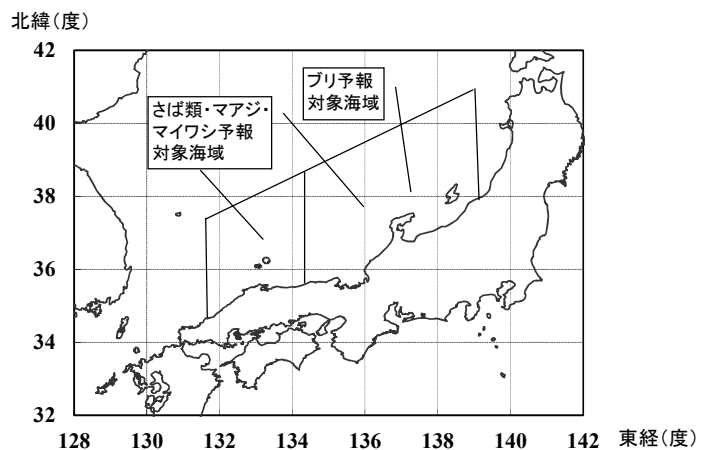 北緯(度)
42
40
38
36
34
32
ブリ予報
対象海域
さば類・マアジ・
マイワシ予報
対象海域
128 130 132 134 136 138 140 142 東経(度)